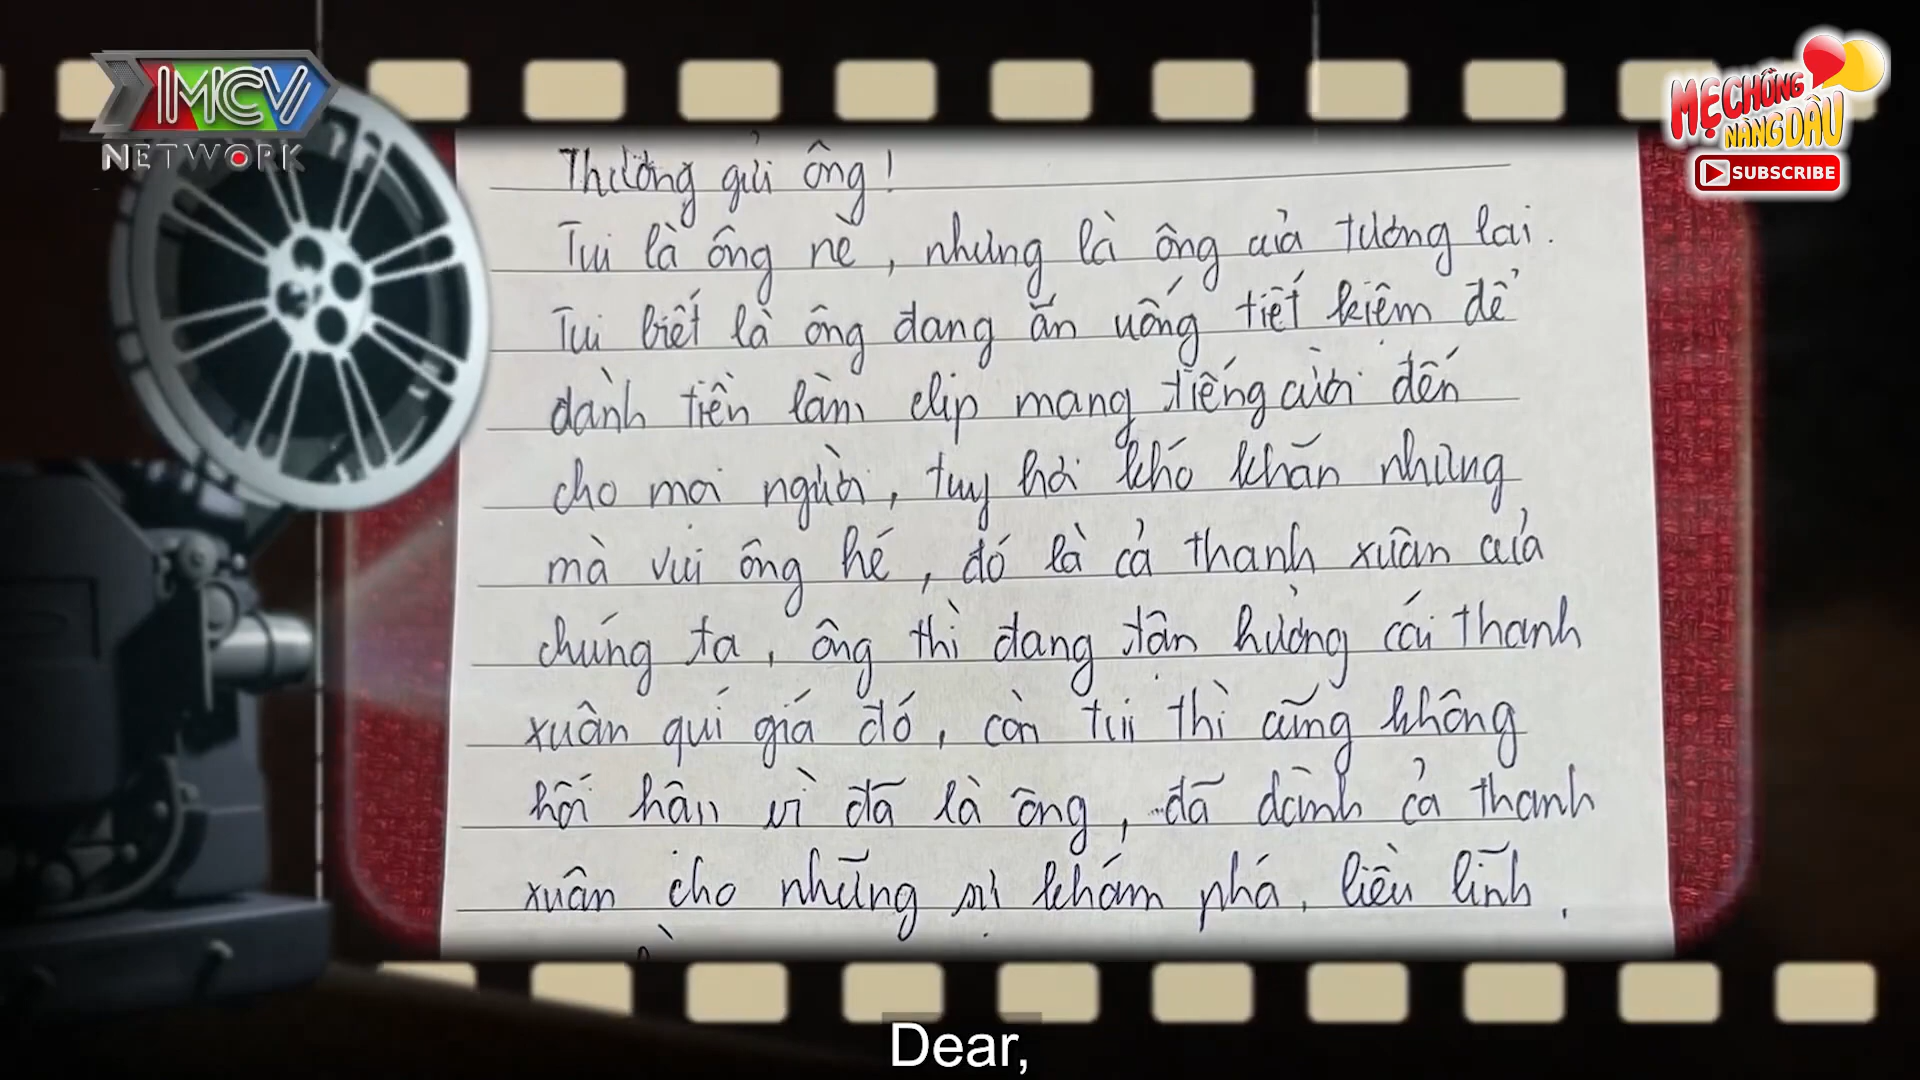 MCV
NETWORK
MẸ CHỒNG
NÀNG DÂU
SUBSCRIBE
Thương gửi ông!
Tui là ông nè, nhưng là ông của tương lai.
Tui biết là ông đang ăn uống tiết kiệm để
dành tiền làm clip mang tiếng cười đến
cho mọi người, tuy hơi khó khăn nhưng
mà vui ông hé, đó là cả thanh xuân của
chúng ta, ông thì đang tận hưởng cái thanh
xuân quí giá đó, còn tui thì cũng không
hối hận vì đã là ông, đã dành cả thanh
xuân cho những sự khám phá, liều lĩnh,
Dear,